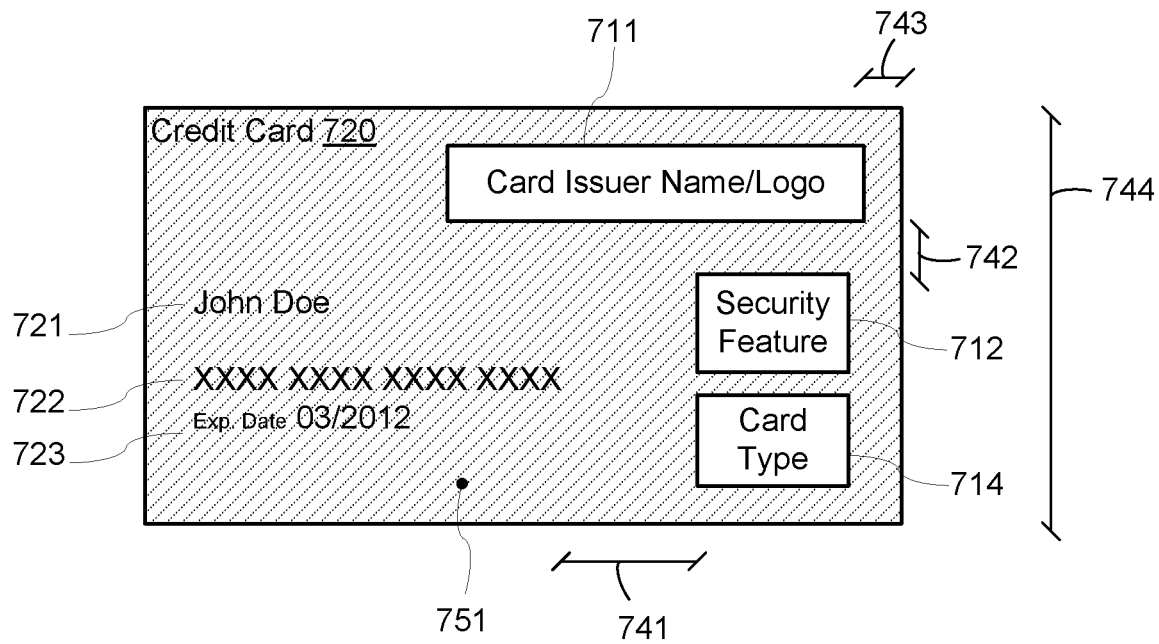 711
743
Credit Card 720
Card Issuer Name/Logo
744
742
721
John Doe
Security
Feature
712
722
XXXX XXXX XXXX XXXX
723
Exp. Date 03/2012
Card
Type
714
751
741